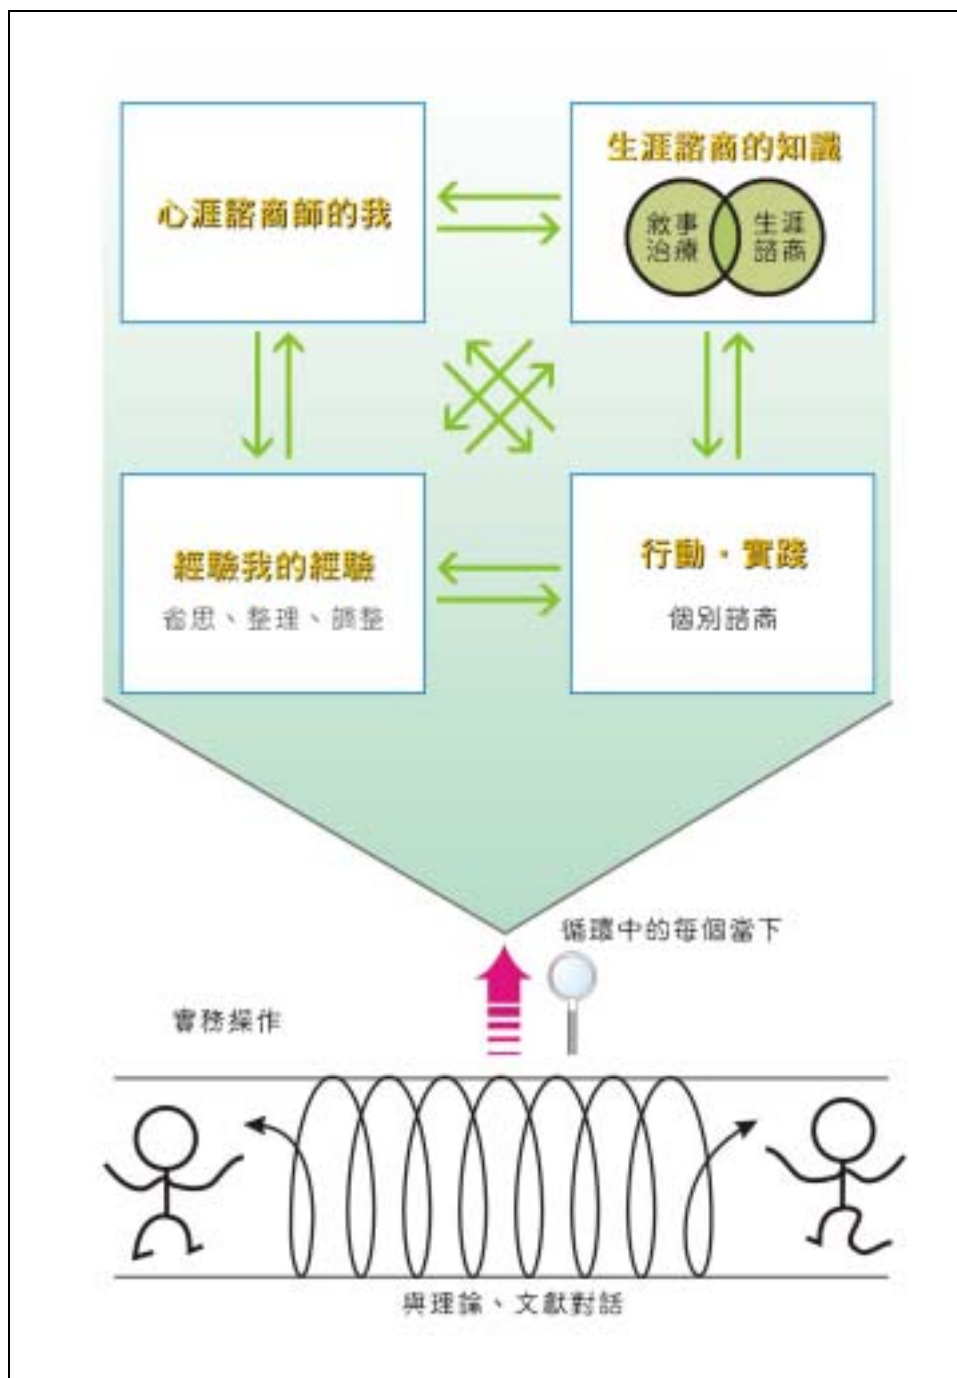 心涯諮商師的我
生涯諮商的知識
敘事
治療
生涯
諮商
經驗我的經驗
省思、整理、調整
行動・實踐
個別諮商
循環中的每個當下
實務操作
與理論、文獻對話